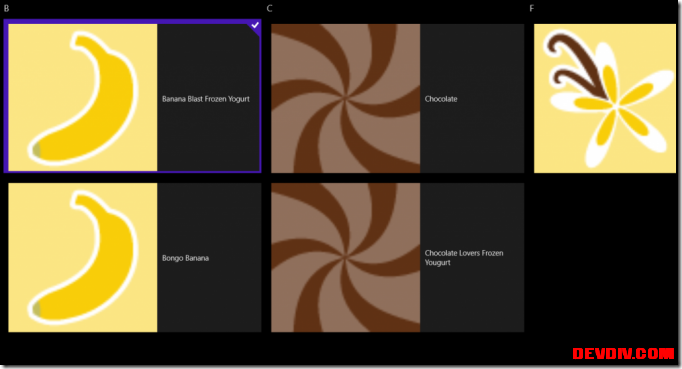 B
C
F
Banana Blast Frozen Yogurt
Chocolate
Bongo Banana
Chocolate Lovers Frozen
Yougurt
DEVDIV.COM